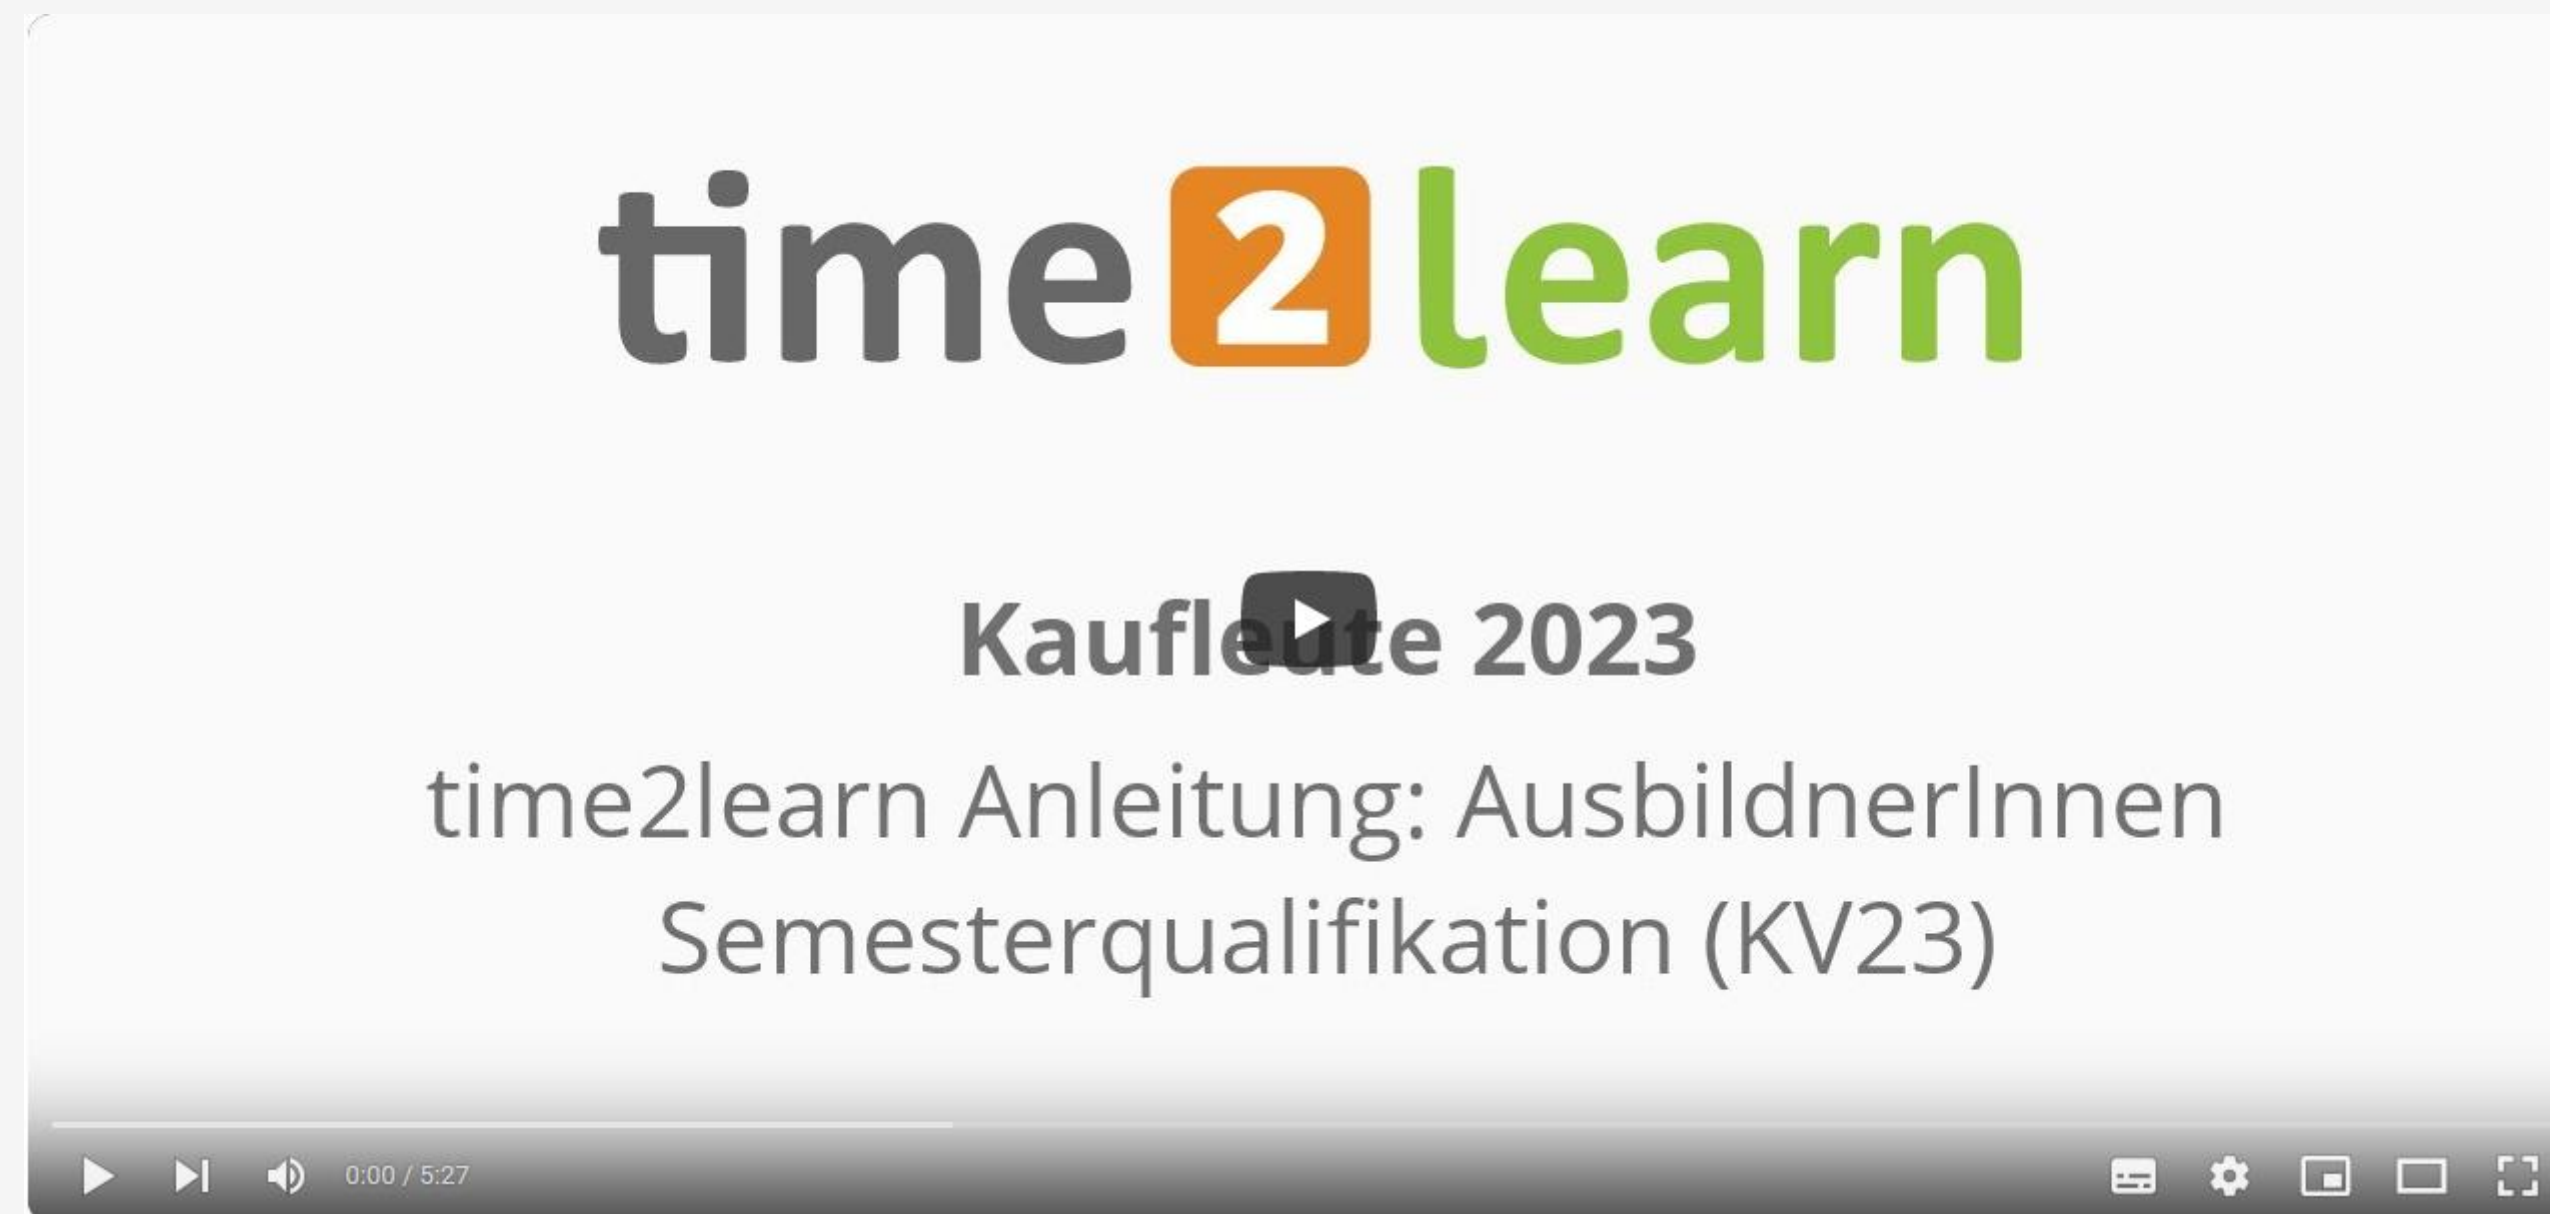 time2learn
Kaufleute 2023
time2learn Anleitung: AusbildnerInnen
Semesterqualifikation (KV23)
0:00 / 5:27